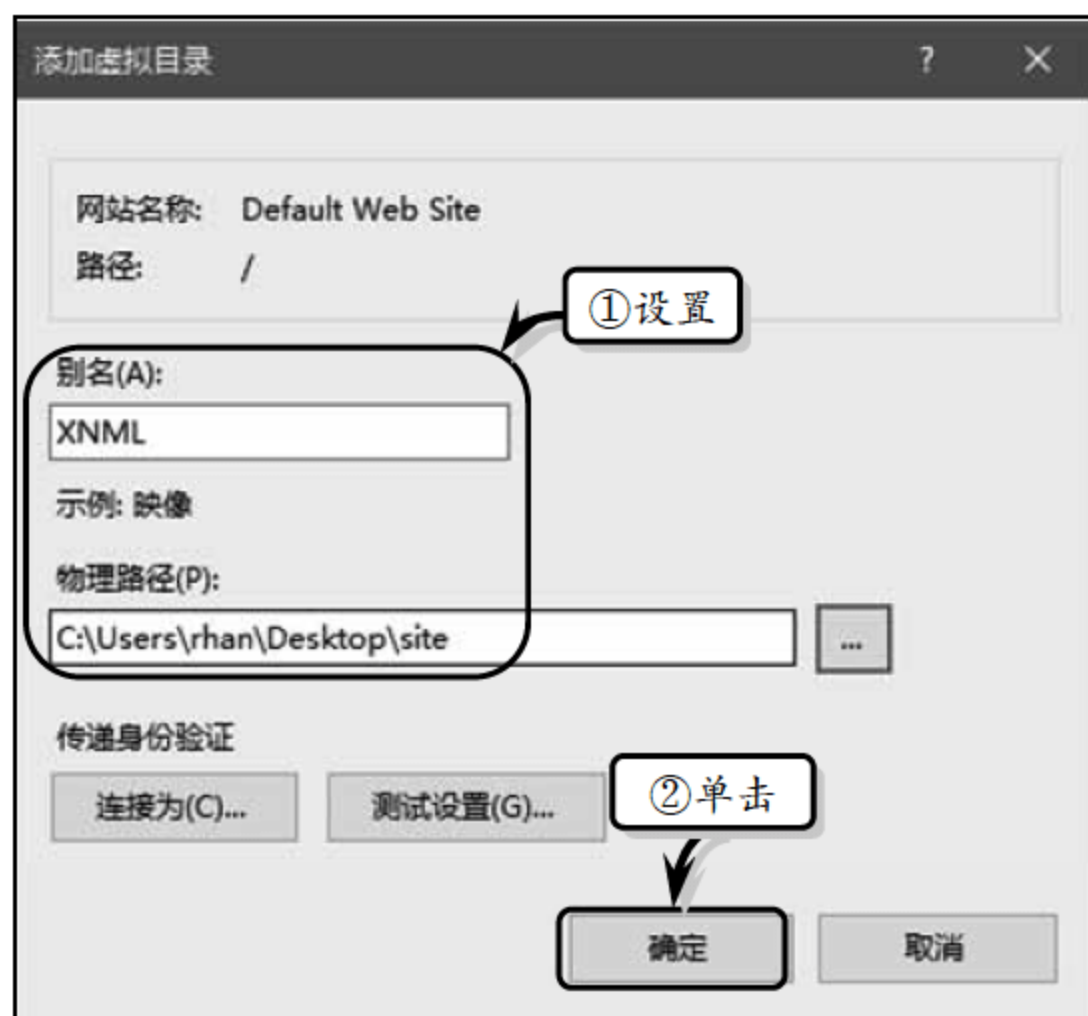 添加虚拟目录 ? ×
网站名称: Default Web Site
路径: /
①设置
别名(A):
XNML
示例: 映像
物理路径(P):
C:\Users\rhan\Desktop\site ...
传递身份验证
连接为(C)... 测试设置(G)...
②单击
确定 取消